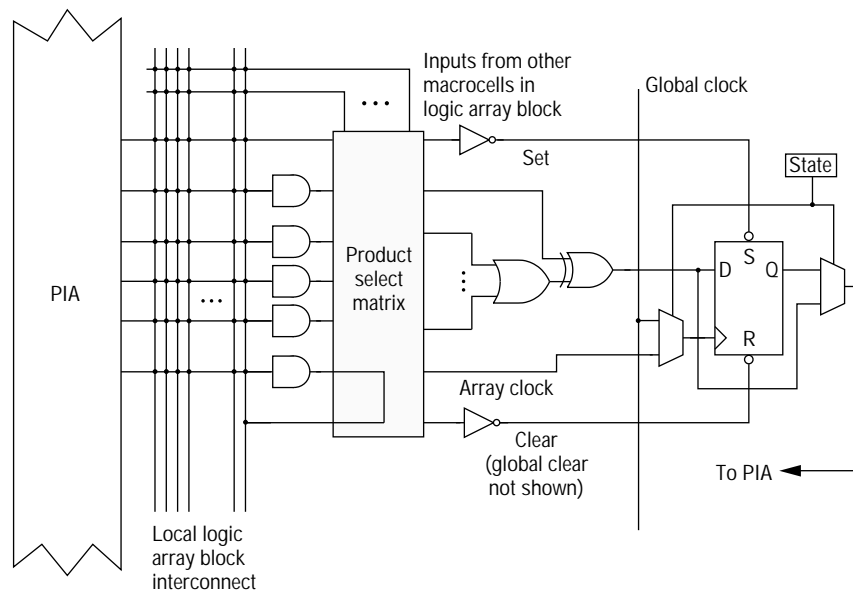 Inputs from other
macrocells in
logic array block
Global clock
Set
State
PIA
Product
select
matrix
S
D
Q
R
Array clock
Clear
(global clear
not shown)
To PIA
Local logic
array block
interconnect